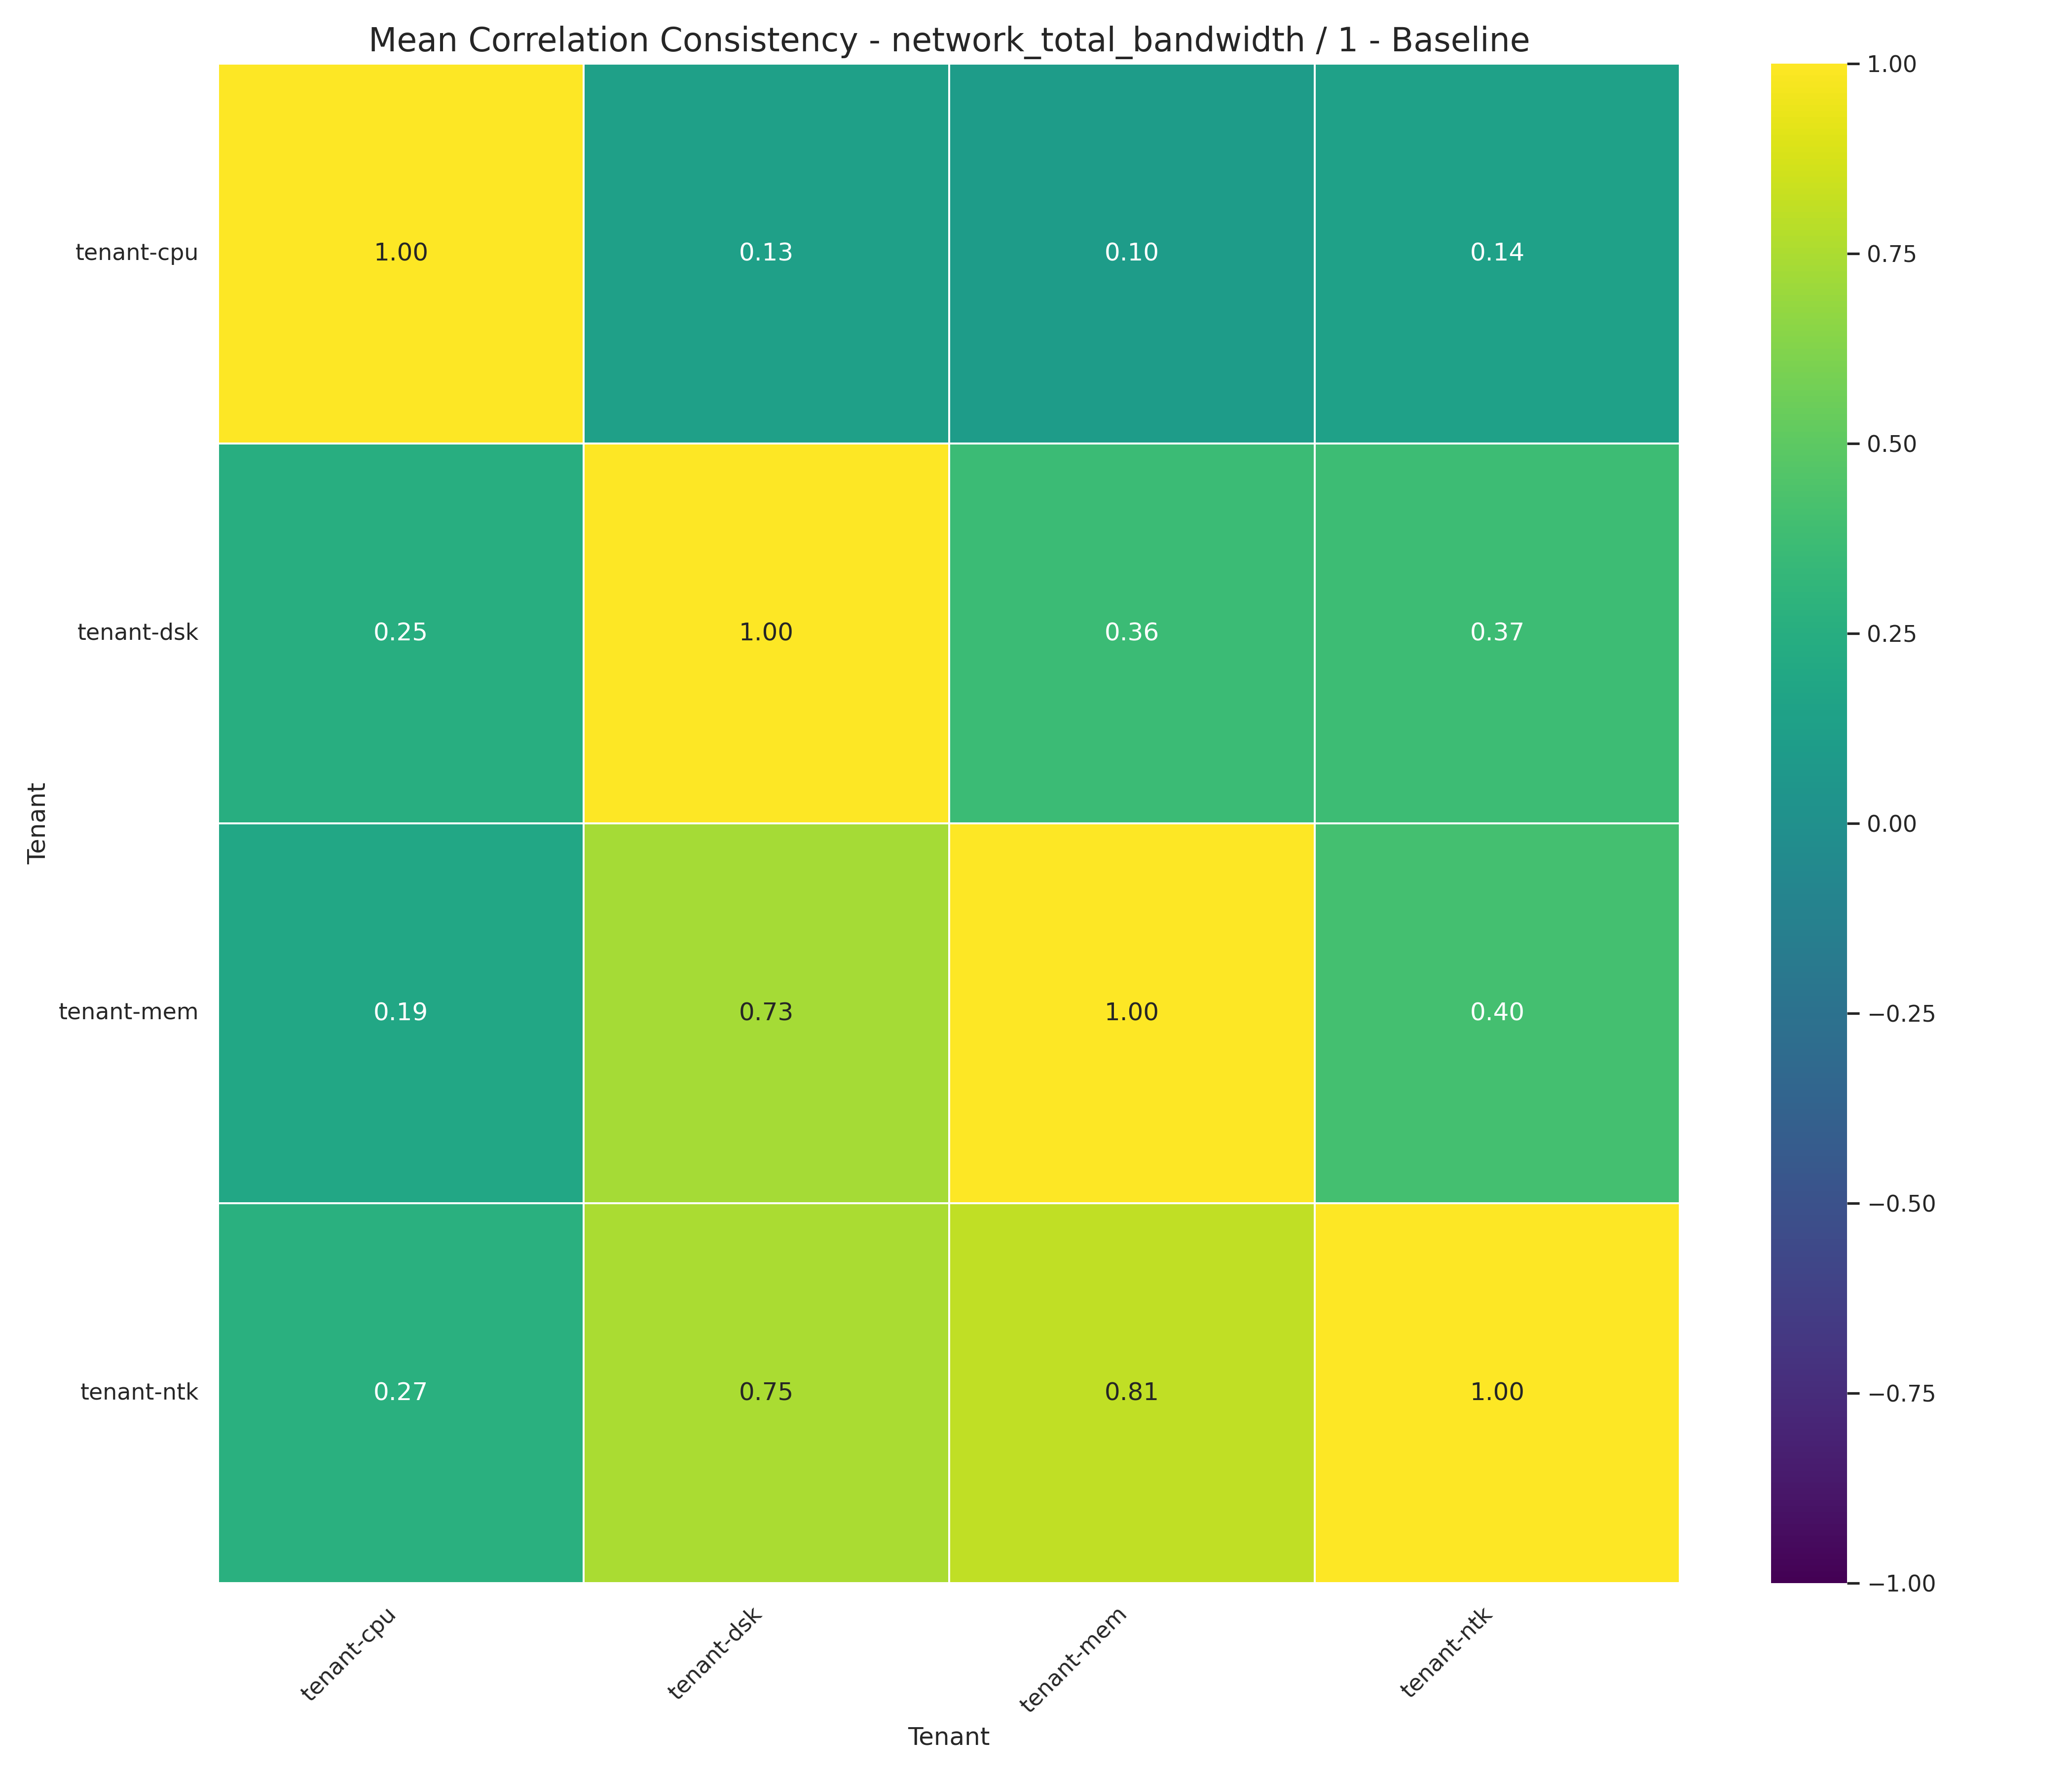 Mean Correlation Consistency - network_total_bandwidth / 1 - Baseline
Tenant
tenant-cpu 1.00 0.13 0.10 0.14
tenant-dsk 0.25 1.00 0.36 0.37
tenant-mem 0.19 0.73 1.00 0.40
tenant-ntk 0.27 0.75 0.81 1.00
tenant-cpu tenant-dsk tenant-mem tenant-ntk
Tenant
1.00
0.75
0.50
0.25
0.00
−0.25
−0.50
−0.75
−1.00